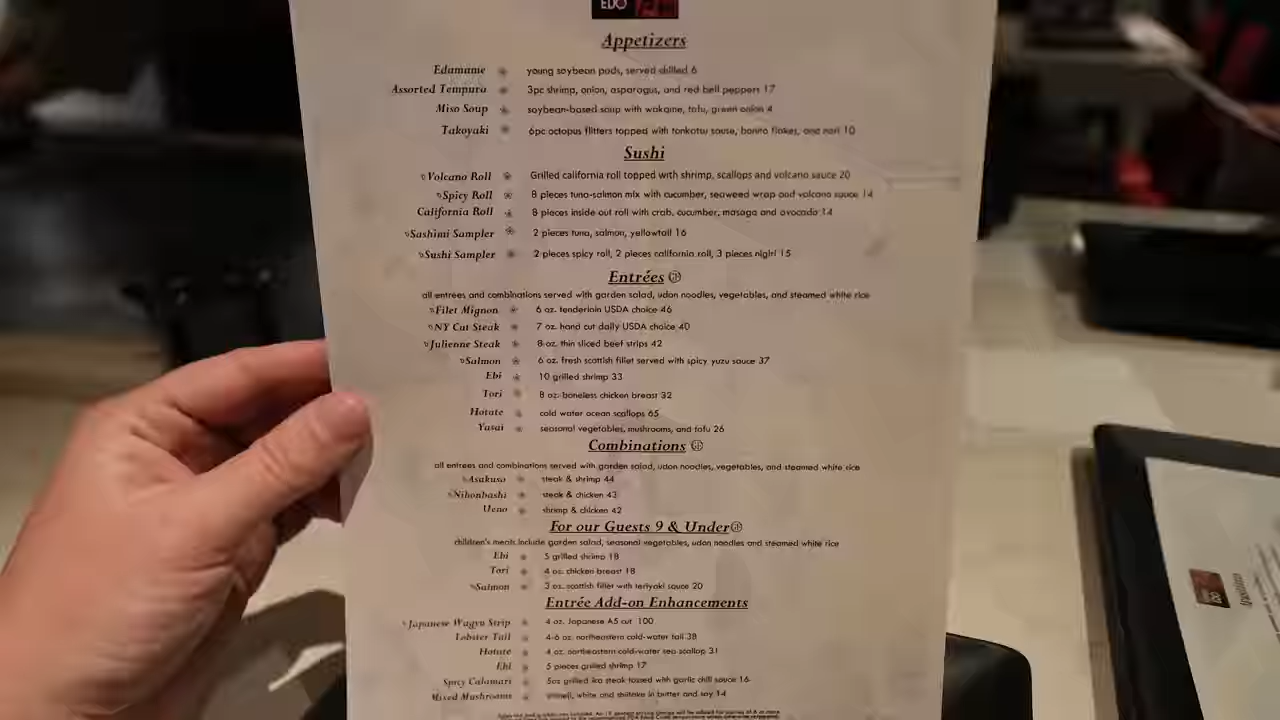 EDO
Appetizers
Edamame young soybean pods, served chilled 6
Assorted Tempura 3pc shrimp, onion, asparagus, and red bell peppers 17
Miso Soup soybean-based soup with wakame, tofu, green onion 4
Takoyaki 6pc octopus flitters topped with tonkatsu sause, bonito flakes, and nori 10
Sushi
Volcano Roll Grilled california roll topped with shrimp, scallops and volcano sauce 20
Spicy Roll 8 pieces tuna-salmon mix with cucumber, seaweed wrap and volcano sauce 14
California Roll 8 pieces inside out roll with crab, cucumber, masago and avocado 14
Sashimi Sampler 2 pieces tuna, salmon, yellowtail 16
Sushi Sampler 2 pieces spicy roll, 2 pieces california roll, 3 pieces nigiri 15
Entrées GF
all entrees and combinations served with garden salad, udon noodles, vegetables, and steamed white rice
Filet Mignon 6 oz. tenderloin USDA choice 46
NY Cut Steak 7 oz. hand cut daily USDA choice 40
Julienne Steak 8 oz. thin sliced beef strips 42
Salmon 6 oz. fresh scottish fillet served with spicy yuzu sauce 37
Ebi 10 grilled shrimp 33
Tori 8 oz. boneless chicken breast 32
Hotate cold water ocean scallops 65
Yasai seasonal vegetables, mushrooms, and tofu 26
Combinations GF
all entrees and combinations served with garden salad, udon noodles, vegetables, and steamed white rice
Asakusa steak & shrimp 44
Nihonbashi steak & chicken 43
Ueno shrimp & chicken 42
For our Guests 9 & Under GF
children's meals include garden salad, seasonal vegetables, udon noodles and steamed white rice
Ebi 5 grilled shrimp 18
Tori 4 oz. chicken breast 18
Salmon 3 oz. scottish fillet with teriyaki sauce 20
Entrée Add-on Enhancements
Japanese Wagyu Strip 4 oz. Japanese A5 cut 100
Lobster Tail 4-6 oz. northeastern cold-water tail 38
Hotate 4 oz. northeastern cold-water sea scallop 31
Ebi 5 pieces grilled shrimp 17
Spicy Calamari 5oz grilled ika steak tossed with garlic chili sauce 16
Mixed Mushrooms shimeji, white and shiitake in butter and soy 14
EDO
Appetizers